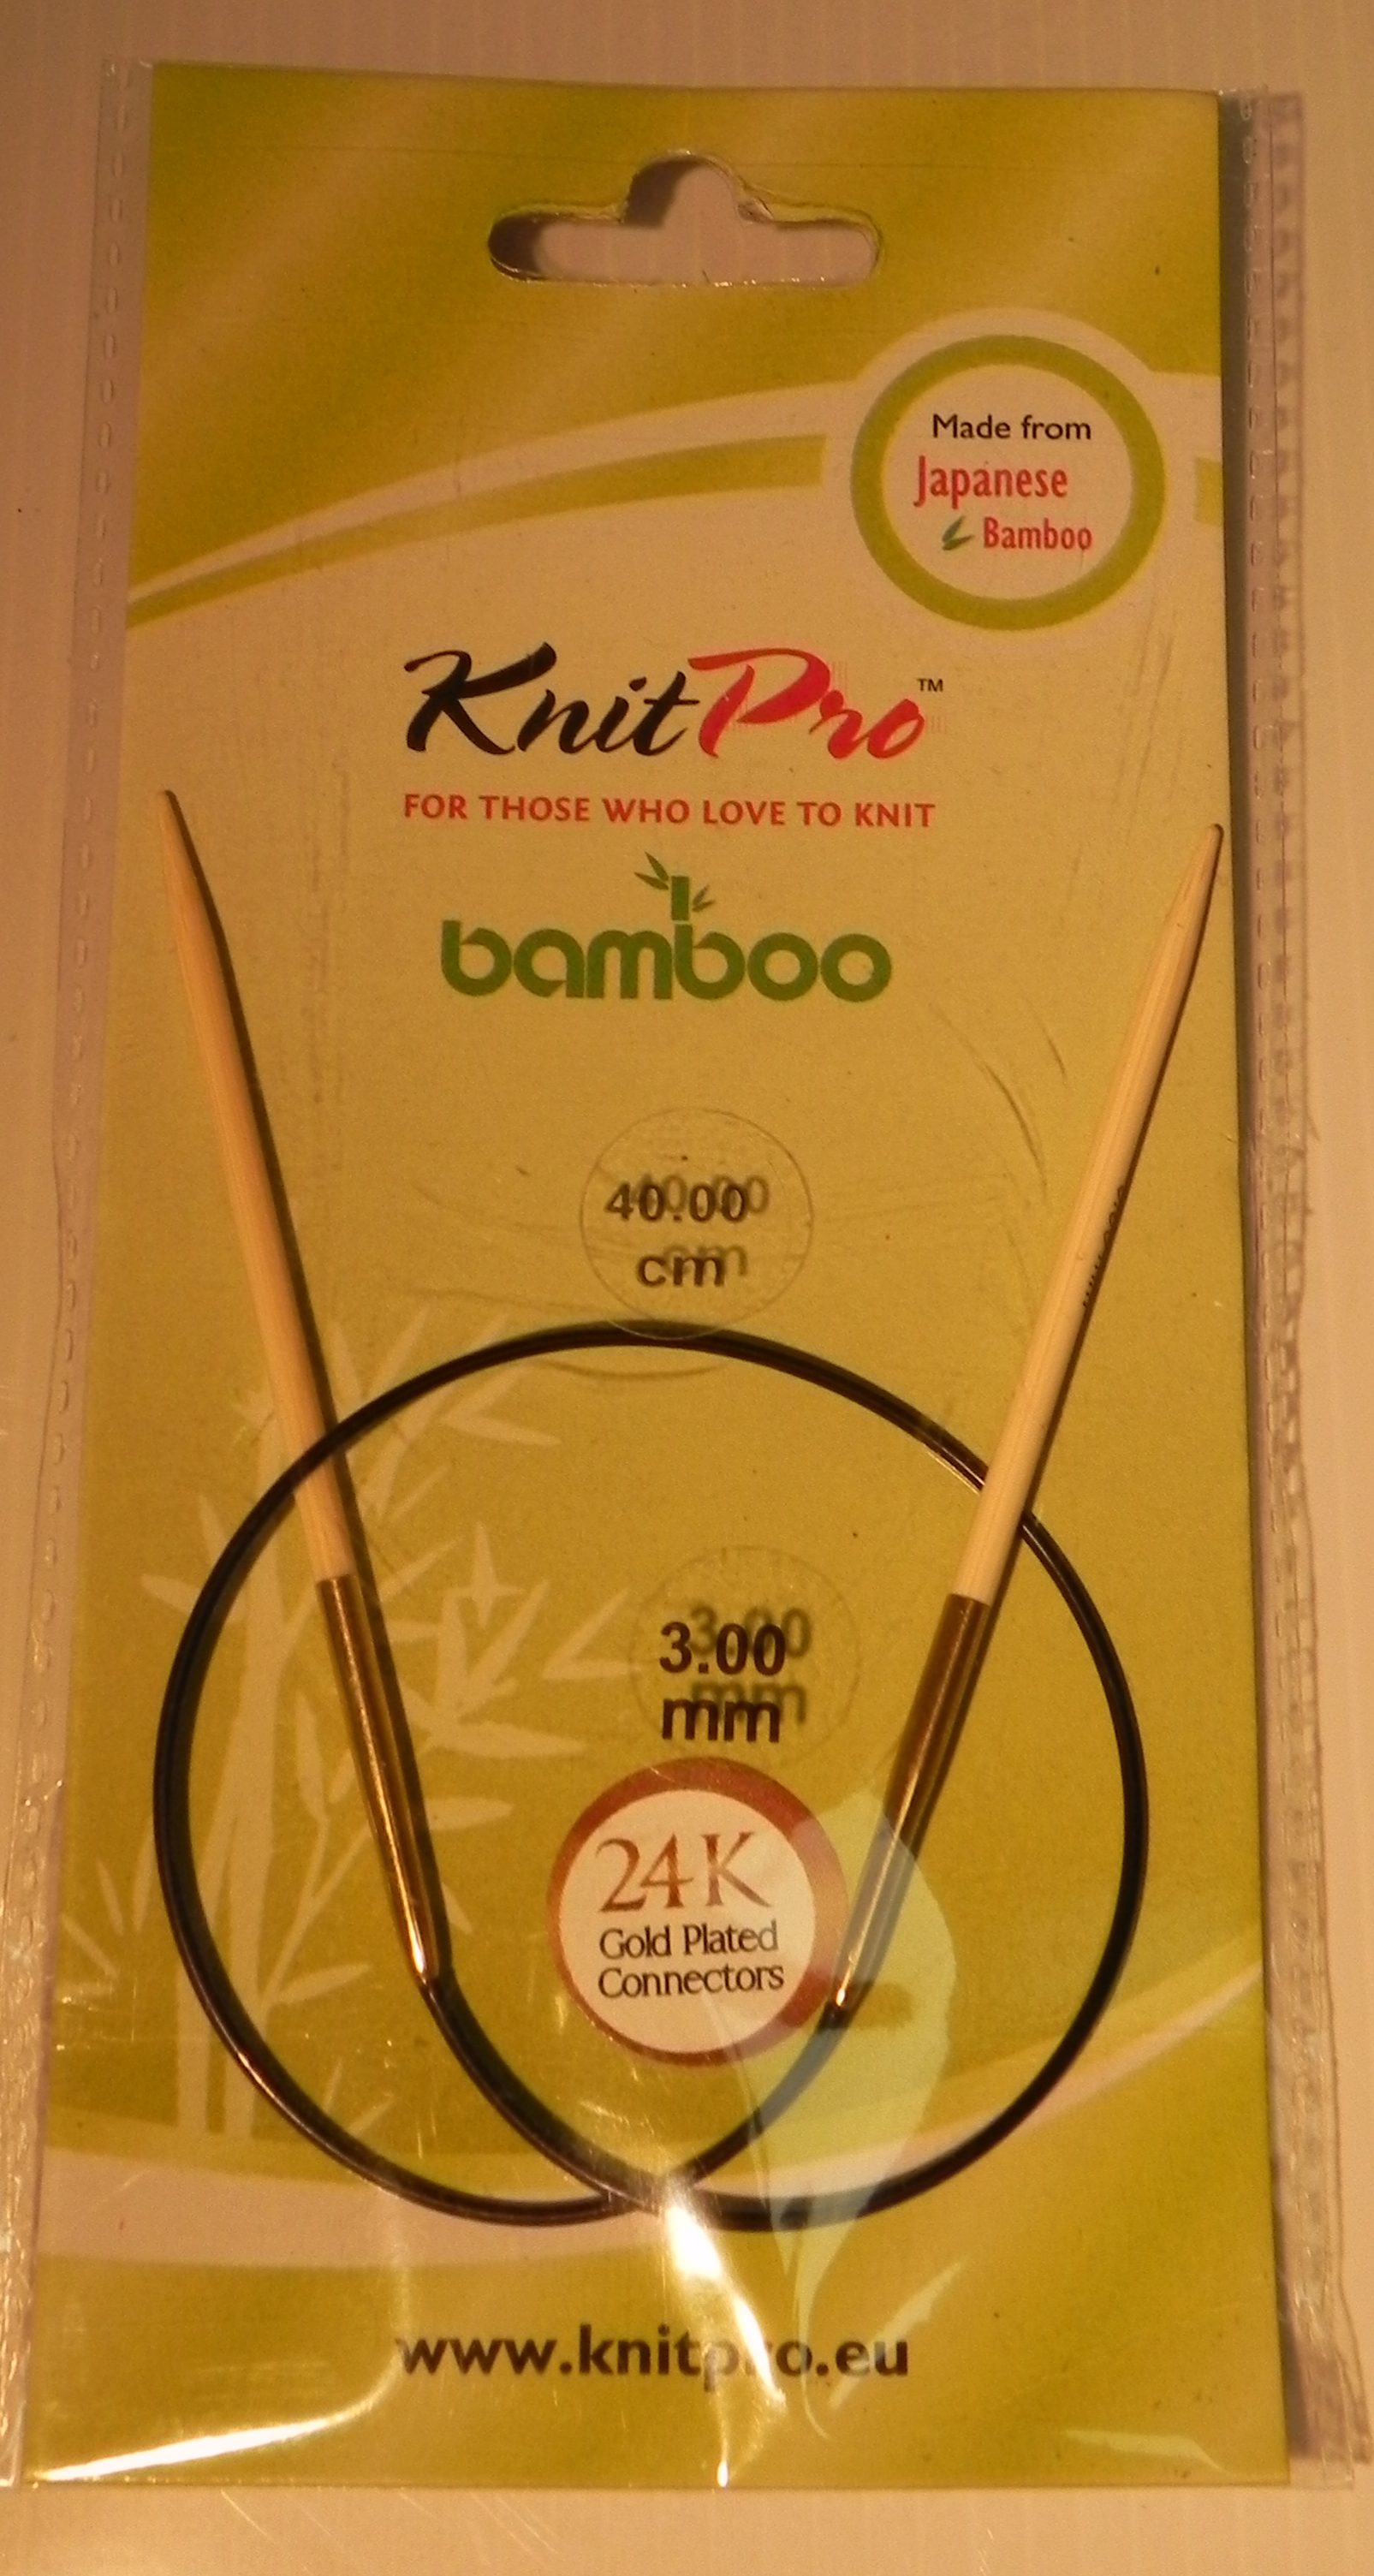 Made from
Japanese
Bamboo
KnitPro™
FOR THOSE WHO LOVE TO KNIT
bamboo
40.00
cm
3.00
mm
24K
Gold Plated
Connectors
www.knitpro.eu